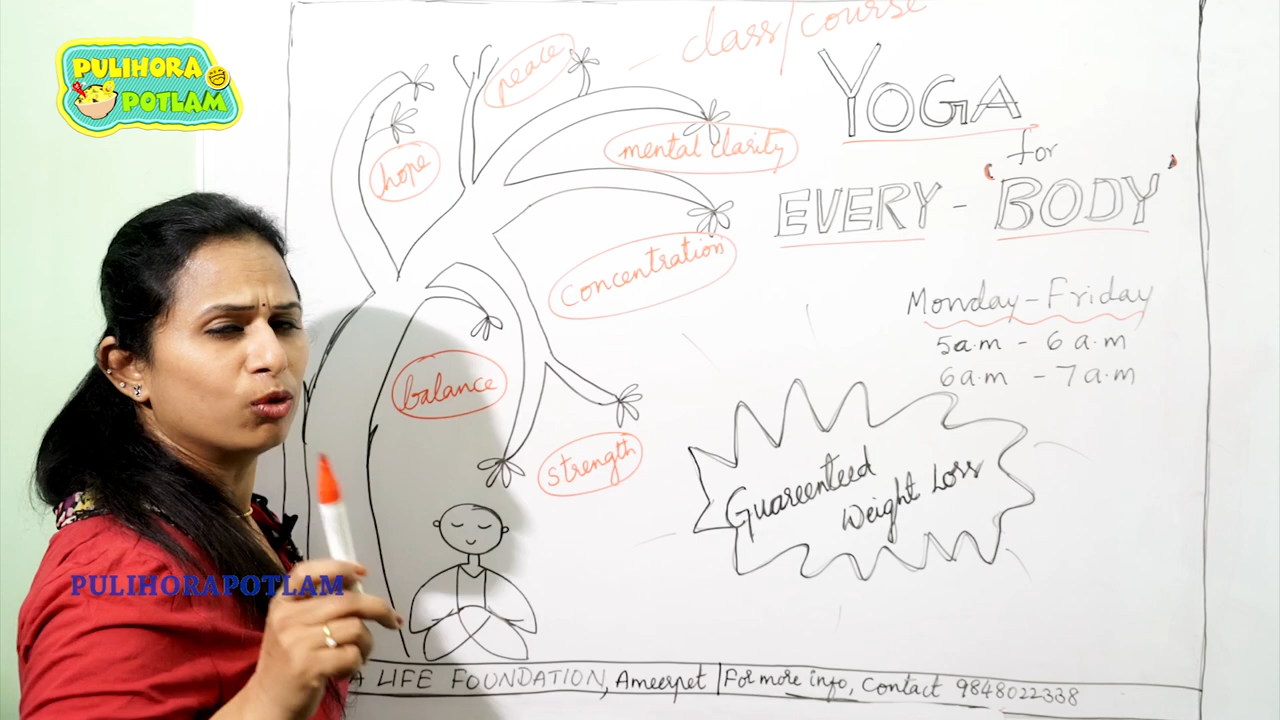 PULIHORA
POTLAM
class/course
YOGA
for
EVERY - 'BODY'
peace
hope
mental clarity
concentration
balance
strength
Monday - Friday
5a.m - 6 a.m
6a.m - 7 a.m
Guareenteed
Weight Loss
PULIHORAPOTLAM
A LIFE FOUNDATION, Ameerpet | For more info, Contact 9848022338